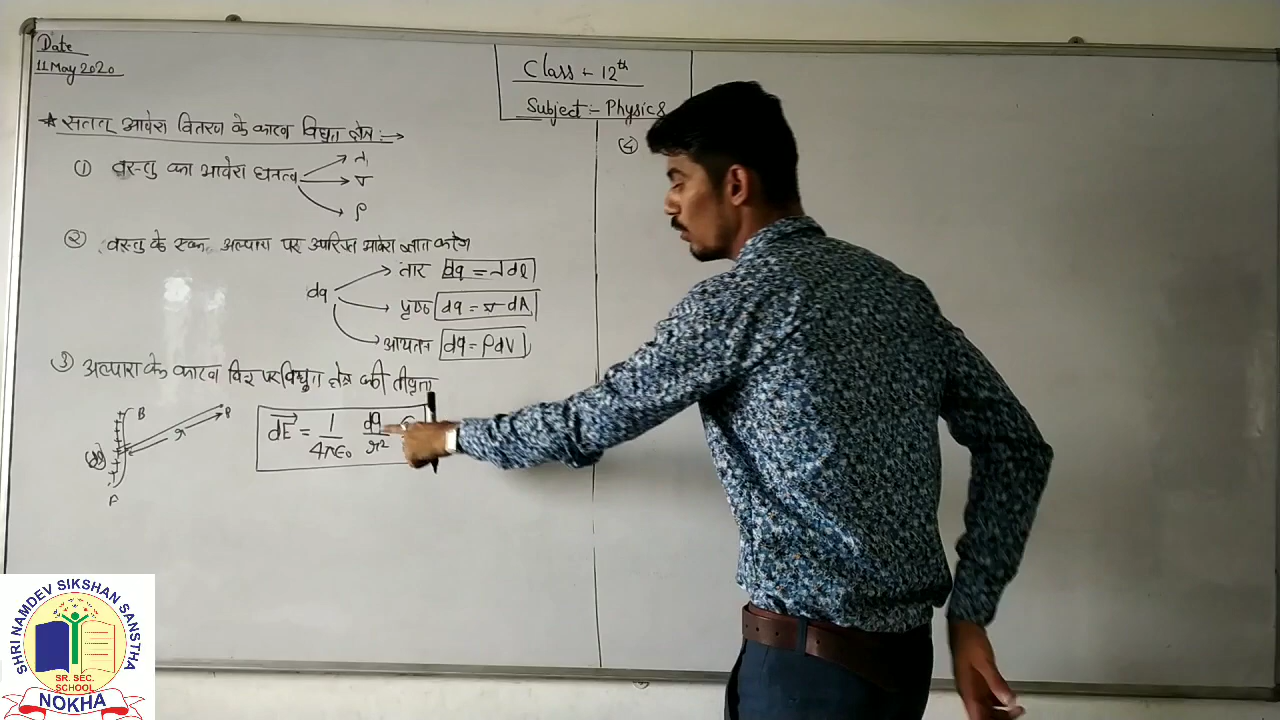 Date
11 May 2020
Class :- 12th
Subject:- Physics
* सतत् आवेश वितरण के कारण विद्युत क्षेत्र :->
① वस्तु का आवेश घनत्व
λ
σ
ρ
② वस्तु के एक अल्पांश पर उपस्थित आवेश ज्ञात करेंगे
dq
तार dq = λdl
पृष्ठ dq = σ dA
आयतन dq = ρdV
③ अल्पांश के कारण बिन्दु पर विद्युत क्षेत्र की तीव्रता
B
P
r
A
dE = 1/4πϵ₀ dq/r²
④
SHRI NAMDEV SIKSHAN SANSTHA
SR. SEC.
SCHOOL
NOKHA